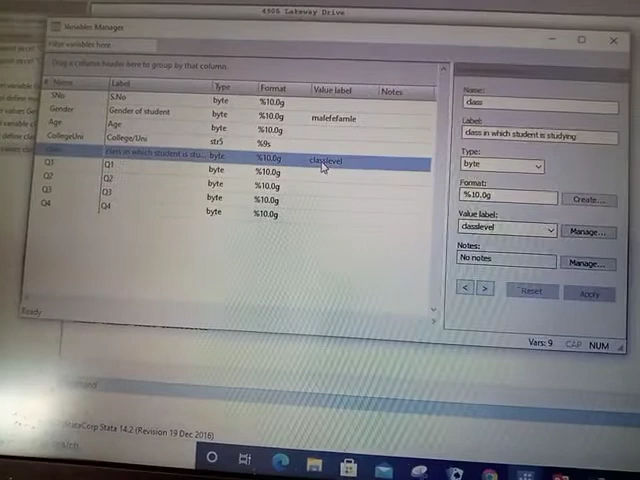 4905 Lakeway Drive
Variables Manager
Filter variables here
Drag a column header here to group by that column.
# Name Label Type Format Value label Notes
SNo S.No byte %10.0g
Gender Gender of student byte %10.0g malefefamle
Age Age byte %10.0g
CollegeUni College/Uni str5 %9s
class class in which student is stu... byte %10.0g classlevel
Q1 Q1 byte %10.0g
Q2 Q2 byte %10.0g
Q3 Q3 byte %10.0g
Q4 Q4 byte %10.0g
Name:
class
Label:
class in which student is studying
Type:
byte
Format:
%10.0g Create...
Value label:
classlevel Manage...
Notes:
No notes Manage...
< > Reset Apply
Ready
Vars: 9 CAP NUM
StataCorp Stata 14.2 (Revision 19 Dec 2016)